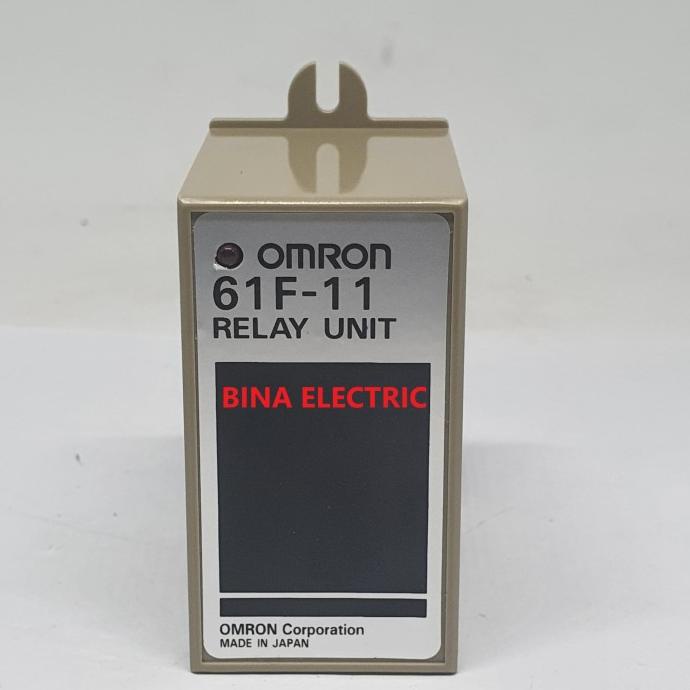 OMRON
61F-11
RELAY UNIT
BINA ELECTRIC
OMRON Corporation
MADE IN JAPAN